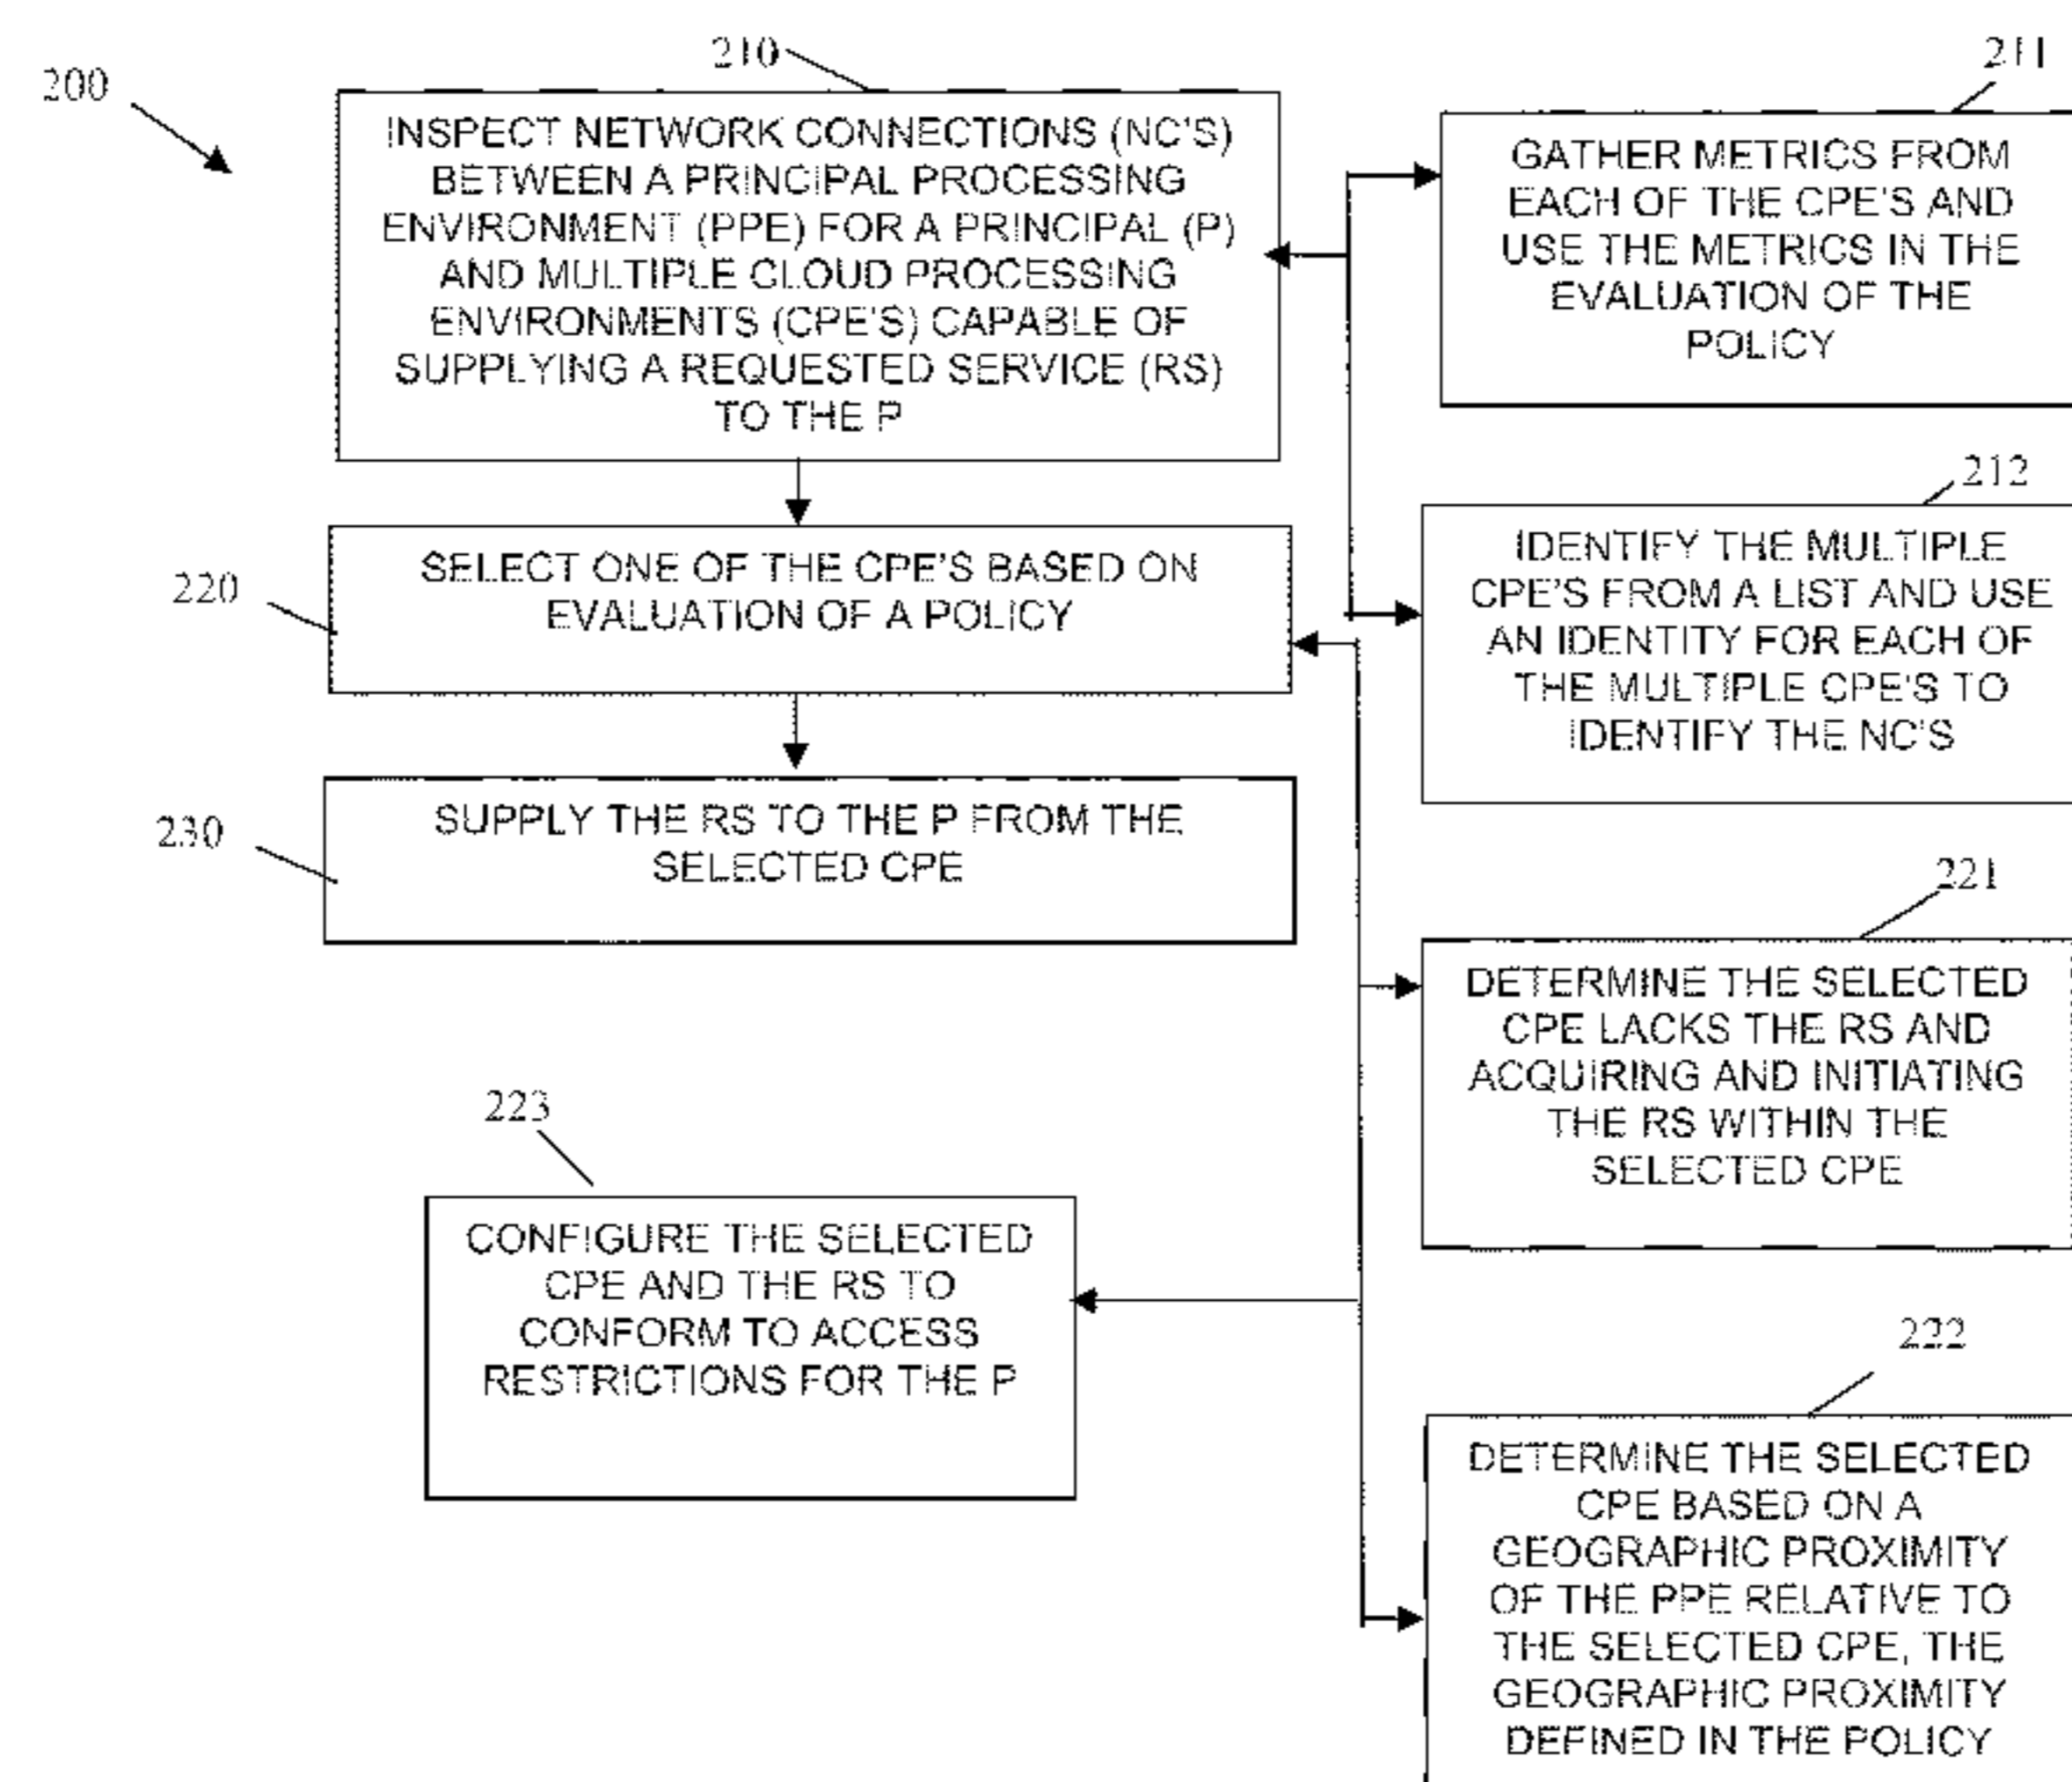 200
210
INSPECT NETWORK CONNECTIONS (NC'S)
BETWEEN A PRINCIPAL PROCESSING
ENVIRONMENT (PPE) FOR A PRINCIPAL (P)
AND MULTIPLE CLOUD PROCESSING
ENVIRONMENTS (CPE'S) CAPABLE OF
SUPPLYING A REQUESTED SERVICE (RS)
TO THE P
211
GATHER METRICS FROM
EACH OF THE CPE'S AND
USE THE METRICS IN THE
EVALUATION OF THE
POLICY
212
IDENTIFY THE MULTIPLE
CPE'S FROM A LIST AND USE
AN IDENTITY FOR EACH OF
THE MULTIPLE CPE'S TO
IDENTIFY THE NC'S
220
SELECT ONE OF THE CPE'S BASED ON
EVALUATION OF A POLICY
230
SUPPLY THE RS TO THE P FROM THE
SELECTED CPE
221
DETERMINE THE SELECTED
CPE LACKS THE RS AND
ACQUIRING AND INITIATING
THE RS WITHIN THE
SELECTED CPE
223
CONFIGURE THE SELECTED
CPE AND THE RS TO
CONFORM TO ACCESS
RESTRICTIONS FOR THE P
222
DETERMINE THE SELECTED
CPE BASED ON A
GEOGRAPHIC PROXIMITY
OF THE PPE RELATIVE TO
THE SELECTED CPE, THE
GEOGRAPHIC PROXIMITY
DEFINED IN THE POLICY